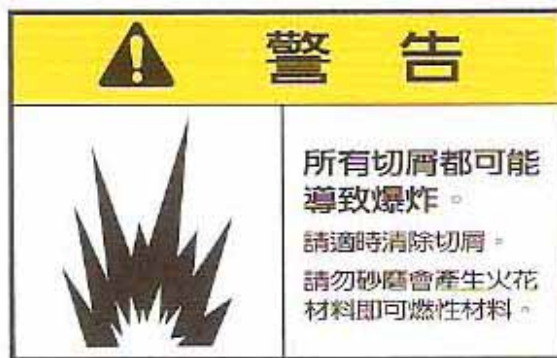 警告
所有切屑都可能
導致爆炸。
請適時清除切屑。
請勿砂磨會產生火花
材料即可燃性材料。